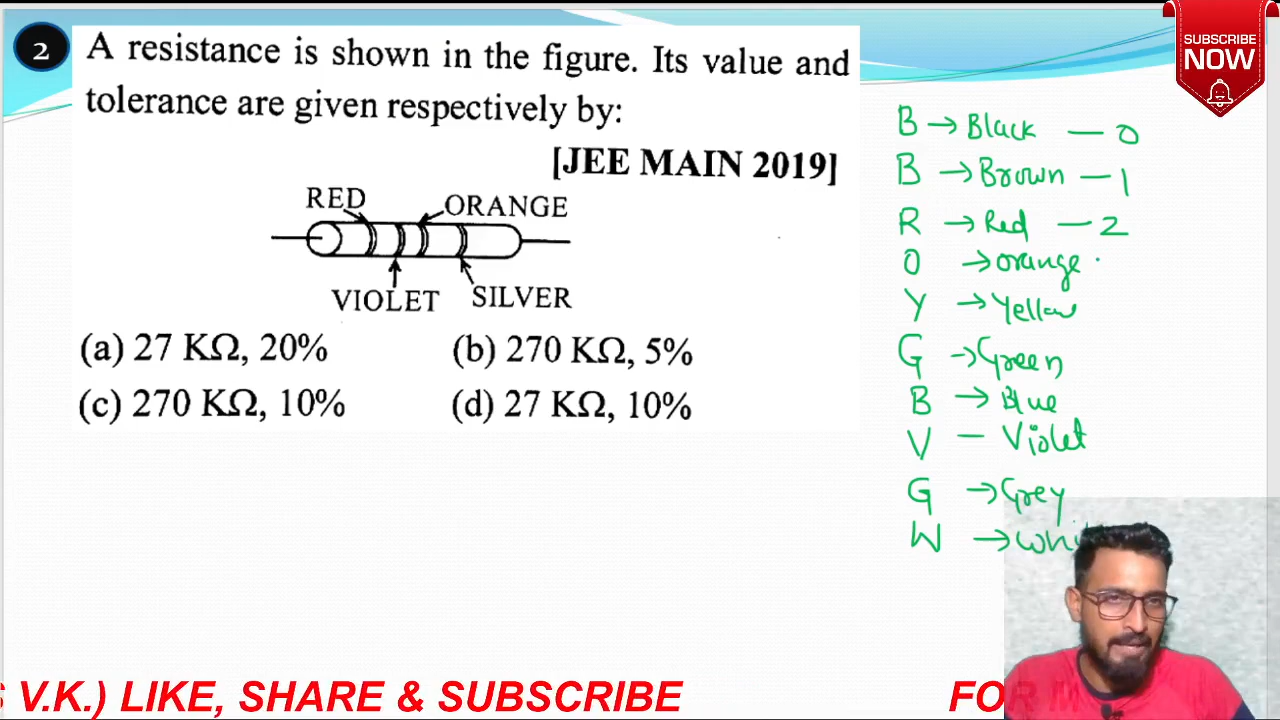 2
A resistance is shown in the figure. Its value and
tolerance are given respectively by:
[JEE MAIN 2019]
RED
ORANGE
VIOLET
SILVER
(a) 27 KΩ, 20%
(b) 270 KΩ, 5%
(c) 270 KΩ, 10%
(d) 27 KΩ, 10%
SUBSCRIBE
NOW
B → Black — 0
B → Brown — 1
R → Red — 2
O → orange
Y → Yellow
G → Green
B → Blue
V — Violet
G → Grey
W →
V.K.) LIKE, SHARE & SUBSCRIBE
FOR